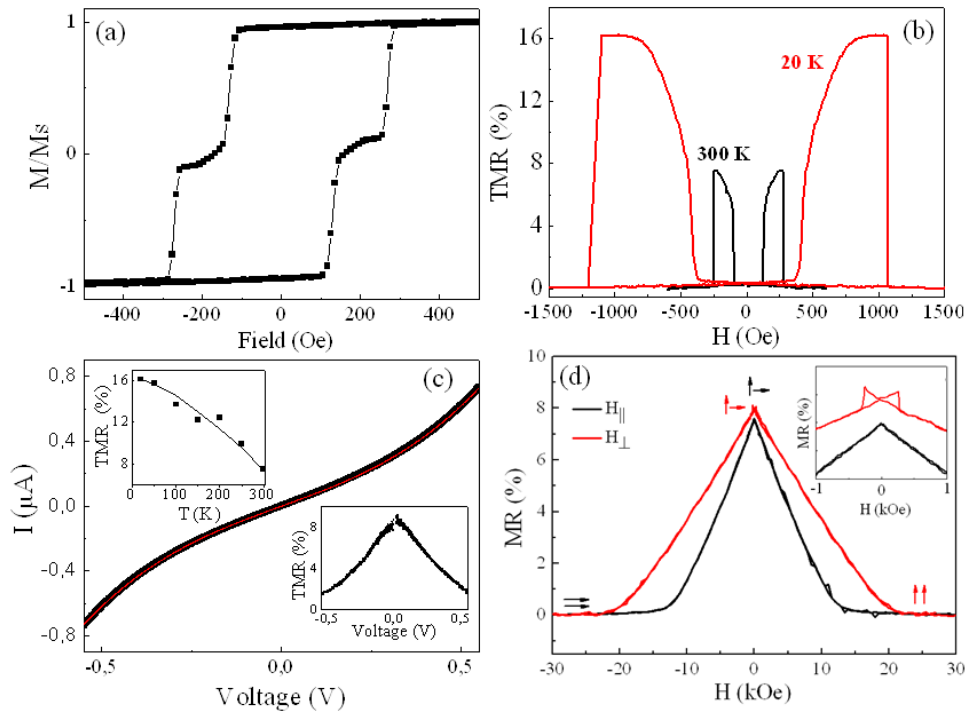 (a)
M/Ms
1
0
-1
-400 -200 0 200 400
Field (Oe)
(b)
TMR (%)
16
12
8
4
0
20 K
300 K
-1500 -1000 -500 0 500 1000 1500
H (Oe)
(c)
I (μA)
0,8
0,4
0,0
-0,4
-0,8
-0,5 0,0 0,5
Voltage (V)
TMR (%)
16
12
8
0 100 200 300
T (K)
TMR (%)
8
4
0
-0,5 0,0 0,5
Voltage (V)
(d)
MR (%)
10
8
6
4
2
0
H∥
H⊥
-30 -20 -10 0 10 20 30
H (kOe)
MR (%)
-1 0 1
H (kOe)